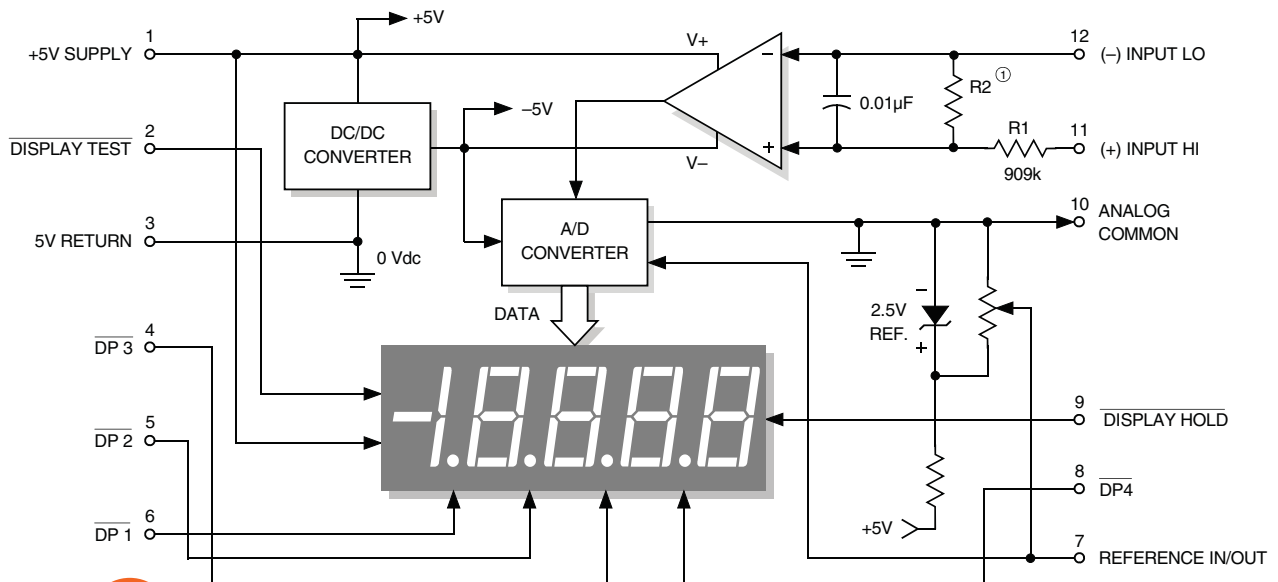 +5V
1
+5V SUPPLY
V+
12
(–) INPUT LO
–
R2 ①
0.01µF
–5V
DC/DC
CONVERTER
2
DISPLAY TEST
V–
+
R1
909k
11
(+) INPUT HI
10
ANALOG
COMMON
A/D
CONVERTER
3
5V RETURN
0 Vdc
DATA
–
2.5V
REF.
+
4
DP 3
-1.8.8.8.8
9
DISPLAY HOLD
5
DP 2
8
DP4
6
DP 1
+5V
7
REFERENCE IN/OUT